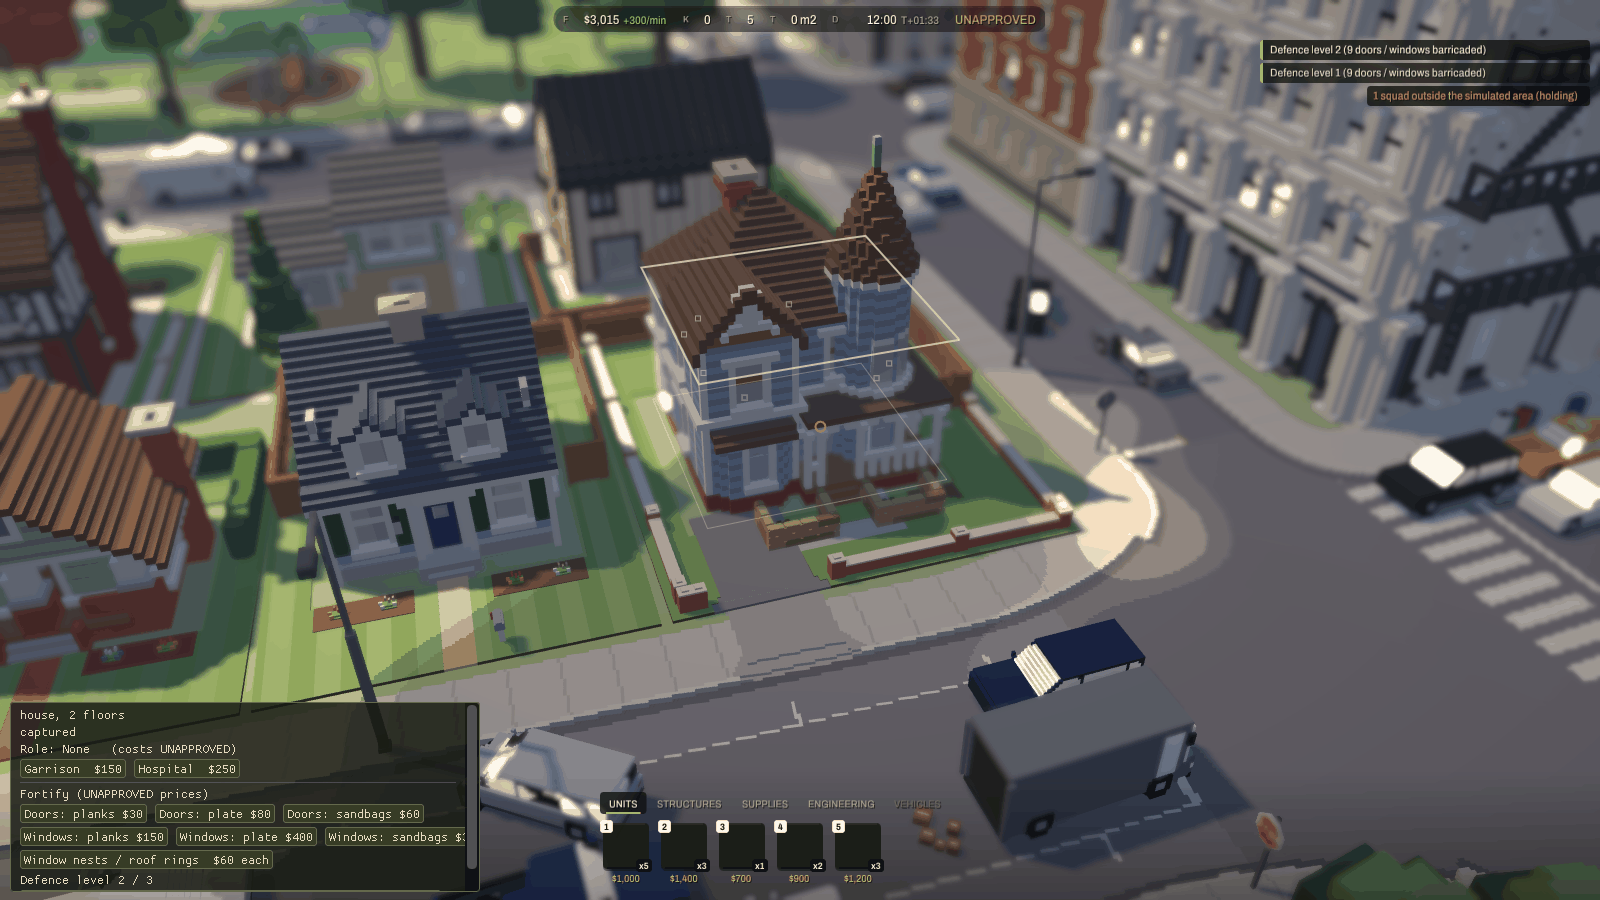 F $3,015 +300/min K 0 T 5 T 0 m2 D 12:00 T+01:33 UNAPPROVED
Defence level 2 (9 doors / windows barricaded)
Defence level 1 (9 doors / windows barricaded)
1 squad outside the simulated area (holding)
house, 2 floors
captured
Role: None (costs UNAPPROVED)
Garrison $150 Hospital $250
Fortify (UNAPPROVED prices)
Doors: planks $30 Doors: plate $80 Doors: sandbags $60
Windows: planks $150 Windows: plate $400 Windows: sandbags
Window nests / roof rings $60 each
Defence level 2 / 3
UNITS STRUCTURES SUPPLIES ENGINEERING VEHICLES
1 2 3 4 5
x5 x3 x1 x2 x3
$1,000 $1,400 $700 $900 $1,200